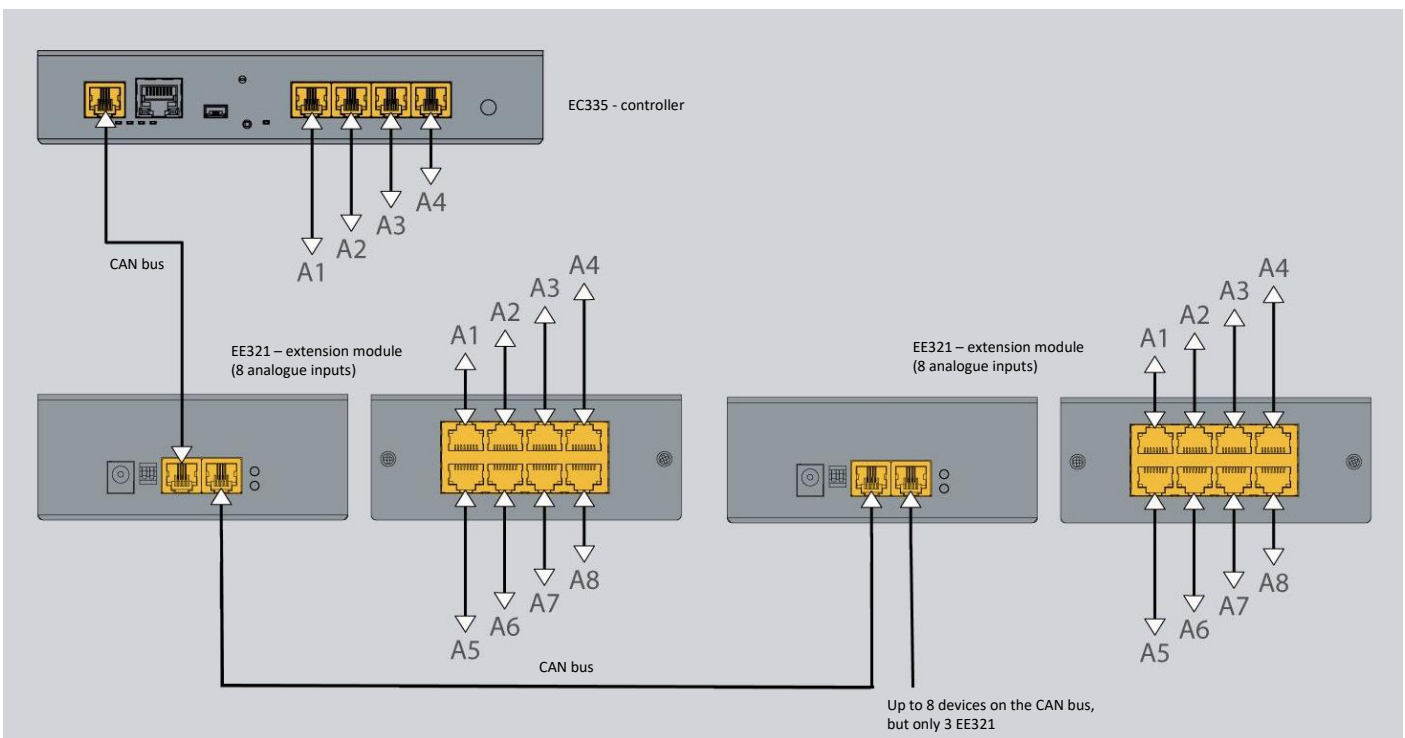 EC335 - controller
A4
A3
A2
A1
CAN bus
EE321 – extension module
(8 analogue inputs)
A1
A2
A3
A4
A5
A6
A7
A8
EE321 – extension module
(8 analogue inputs)
A1
A2
A3
A4
A5
A6
A7
A8
CAN bus
Up to 8 devices on the CAN bus,
but only 3 EE321